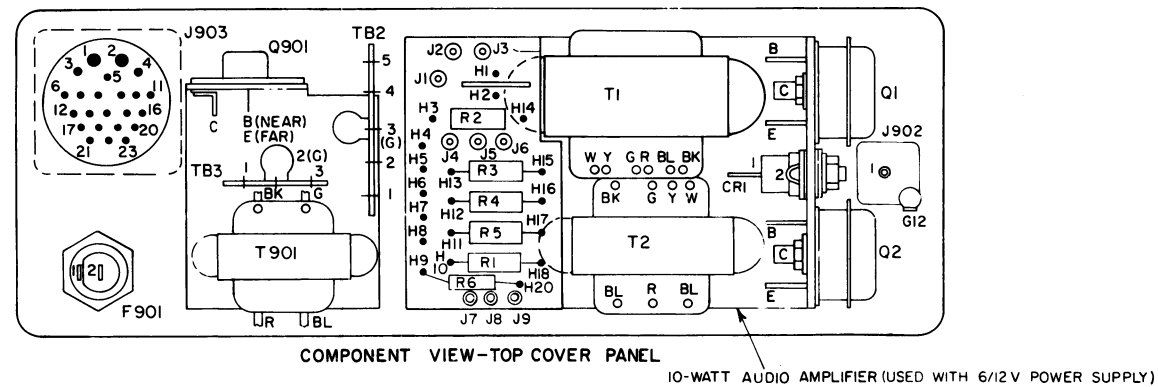 J903
Q901
TB2
1 2
3 4
5
6 11
12 16
17 20
21 23
C
B(NEAR)
E(FAR)
2(G)
TB3
1 3
BK G
T901
R BL
5
4
3
(G)
2
1
1 2
F901
J2 J3
J1
H1
H2
H3 R2 H14
H4
J4 J5 J6
H5 H13 R3 H15
H6 H12 R4 H16
H7
H8 H11 R5 H17
H9 H10 R1 H18
R6 H20
J7 J8 J9
T1
W Y G R BL BK
BK G Y W
T2
BL R BL
B
C
E
Q1
J902
CR1 1 2
1
G12
B
C
E
Q2
COMPONENT VIEW-TOP COVER PANEL
10-WATT AUDIO AMPLIFIER (USED WITH 6/12 V POWER SUPPLY)